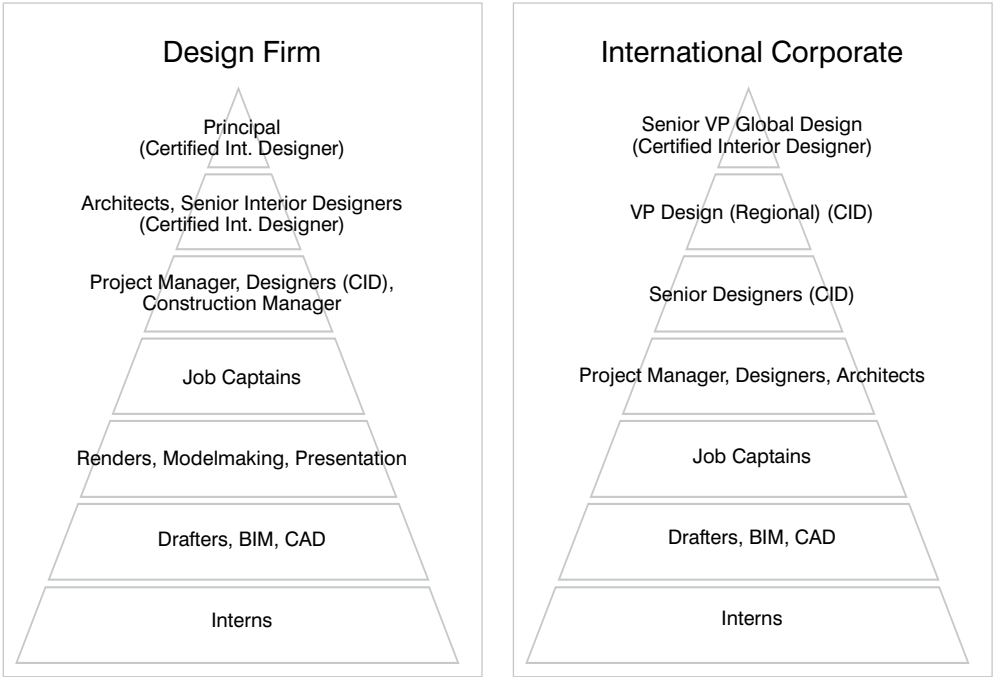 Design Firm
Principal
(Certified Int. Designer)
Architects, Senior Interior Designers
(Certified Int. Designer)
Project Manager, Designers (CID),
Construction Manager
Job Captains
Renders, Modelmaking, Presentation
Drafters, BIM, CAD
Interns
International Corporate
Senior VP Global Design
(Certified Interior Designer)
VP Design (Regional) (CID)
Senior Designers (CID)
Project Manager, Designers, Architects
Job Captains
Drafters, BIM, CAD
Interns